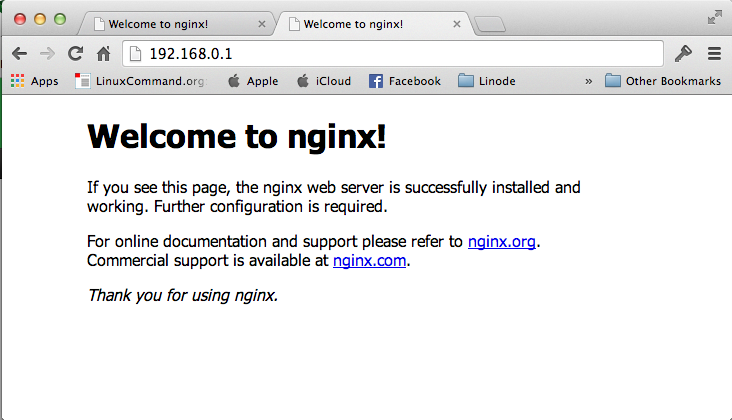 Welcome to nginx!
Welcome to nginx!
192.168.0.1
Apps
LinuxCommand.org
Apple
iCloud
Facebook
Linode
»
Other Bookmarks
Welcome to nginx!
If you see this page, the nginx web server is successfully installed and
working. Further configuration is required.
For online documentation and support please refer to nginx.org.
Commercial support is available at nginx.com.
Thank you for using nginx.